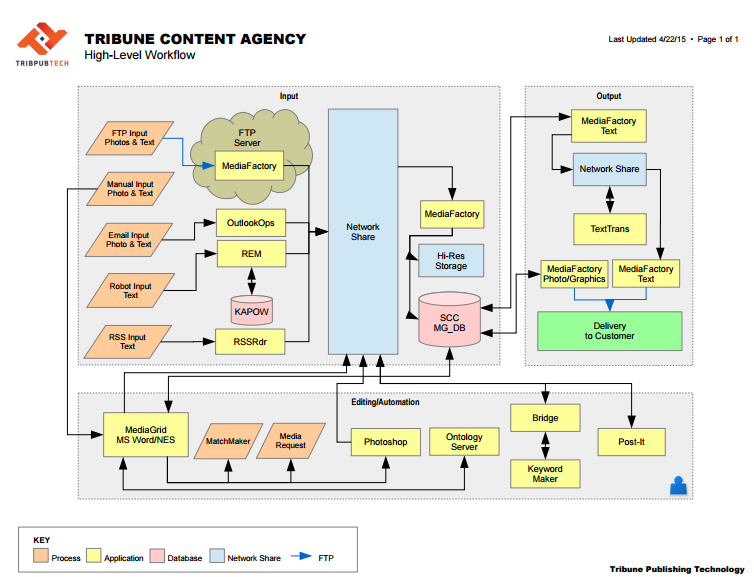 TRIBPUBTECH
TRIBUNE CONTENT AGENCY
High-Level Workflow
Last Updated 4/22/15 • Page 1 of 1
Input
FTP Input
Photos & Text
FTP
Server
MediaFactory
Manual Input
Photo & Text
Email Input
Photo & Text
OutlookOps
REM
Robot Input
Text
KAPOW
RSS Input
Text
RSSRdr
Network
Share
MediaFactory
Hi-Res
Storage
SCC
MG_DB
Output
MediaFactory
Text
Network Share
TextTrans
MediaFactory
Photo/Graphics
MediaFactory
Text
Delivery
to Customer
Editing/Automation
MediaGrid
MS Word/NES
MatchMaker
Media
Request
Photoshop
Ontology
Server
Bridge
Keyword
Maker
Post-It
KEY
Process
Application
Database
Network Share
FTP
Tribune Publishing Technology